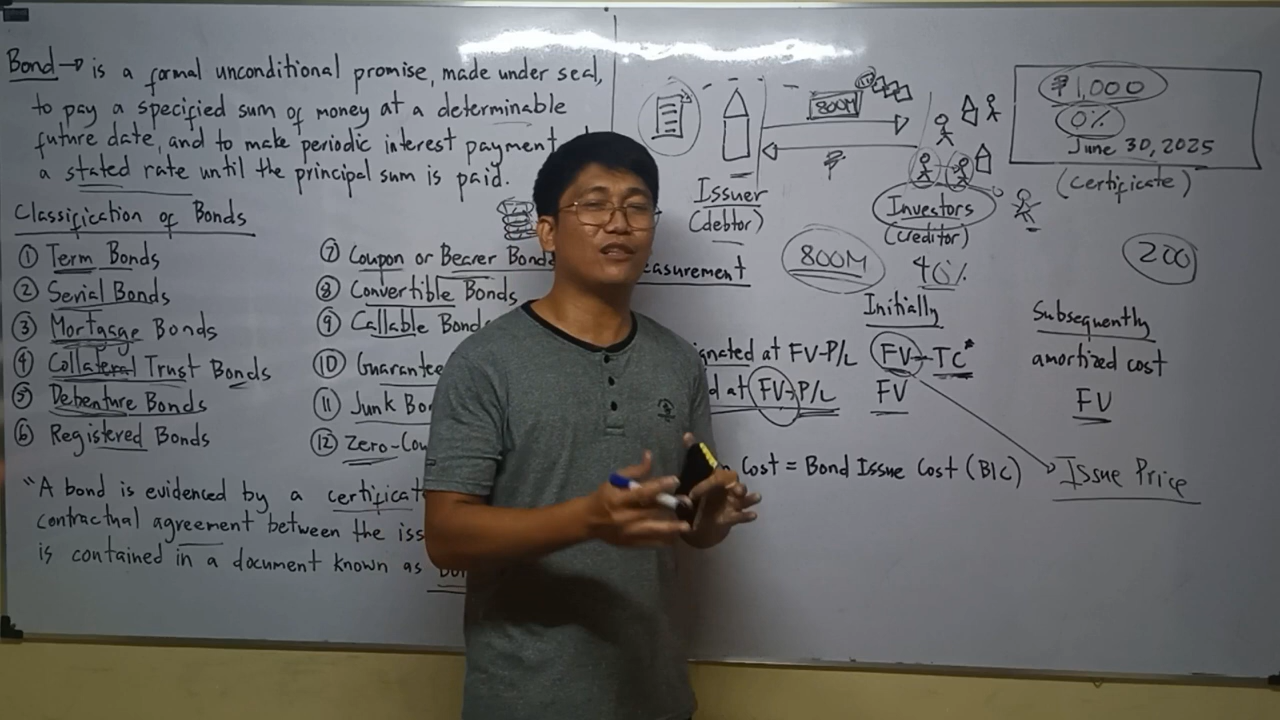 Bond → is a formal unconditional promise, made under seal,
to pay a specified sum of money at a determinable
future date, and to make periodic interest payment
a stated rate until the principal sum is paid.
Classification of Bonds
① Term Bonds
② Serial Bonds
③ Mortgage Bonds
④ Collateral Trust Bonds
⑤ Debenture Bonds
⑥ Registered Bonds
⑦ Coupon or Bearer Bonds
⑧ Convertible Bonds
⑨ Callable Bond
⑩ Guarantee
⑪ Junk Bo
⑫ Zero-Cou
"A bond is evidenced by a certificat
contractual agreement between the iss
is contained in a document known as
800M
₱
Issuer
(debtor)
Investors
(creditor)
₱1,000
0%
June 30, 2025
(certificate)
800M
40%
200
easurement
Initially
Subsequently
gnated at FV-P/L
FV-TC*
amortized cost
d at FV-P/L
FV
FV
n Cost = Bond Issue Cost (BIC)
Issue Price